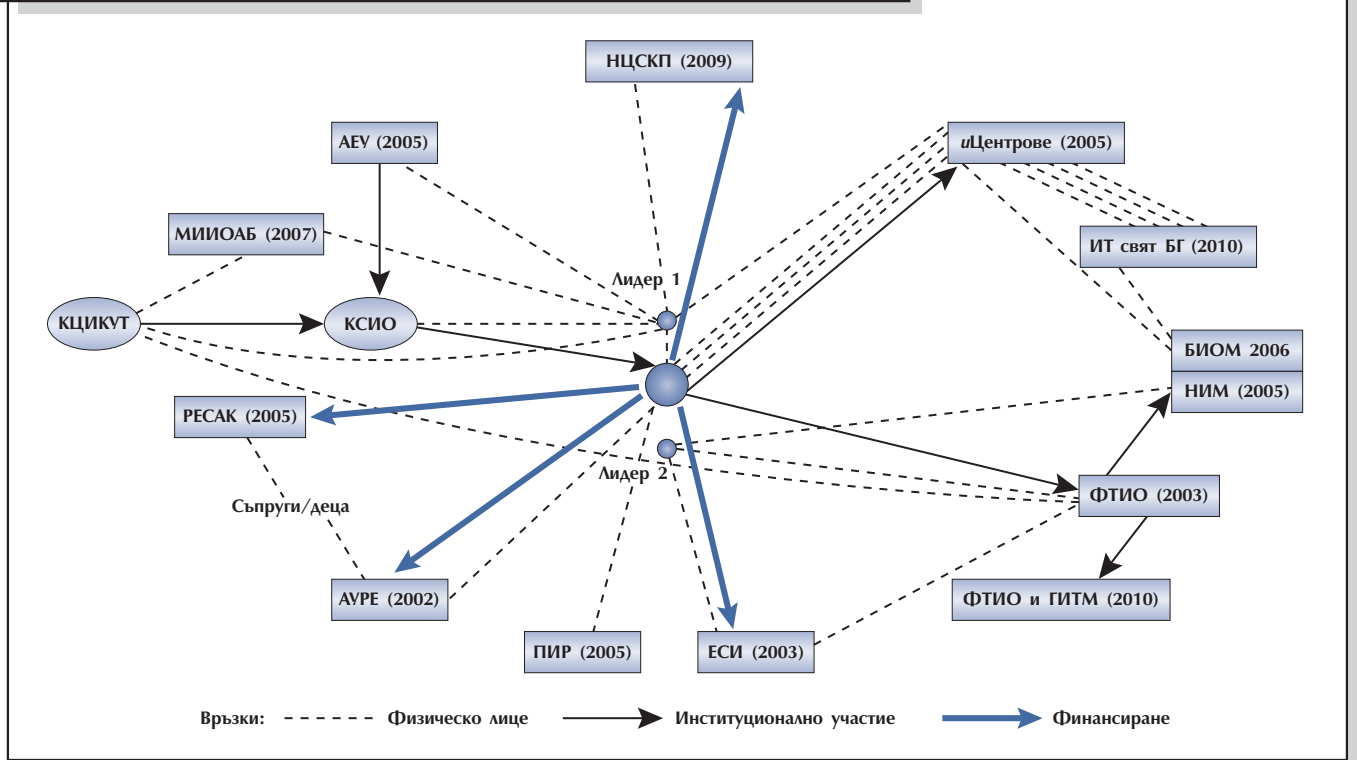 НЦСКП (2009)
АЕУ (2005)
иЦентрове (2005)
МИИОАБ (2007)
ИТ свят БГ (2010)
Лидер 1
КЦИКУТ
КСИО
БИОМ 2006
НИМ (2005)
РЕСАК (2005)
Лидер 2
ФТИО (2003)
Съпруги/деца
АУРЕ (2002)
ФТИО и ГИТМ (2010)
ПИР (2005)
ЕСИ (2003)
Връзки: Физическо лице Институционално участие Финансиране